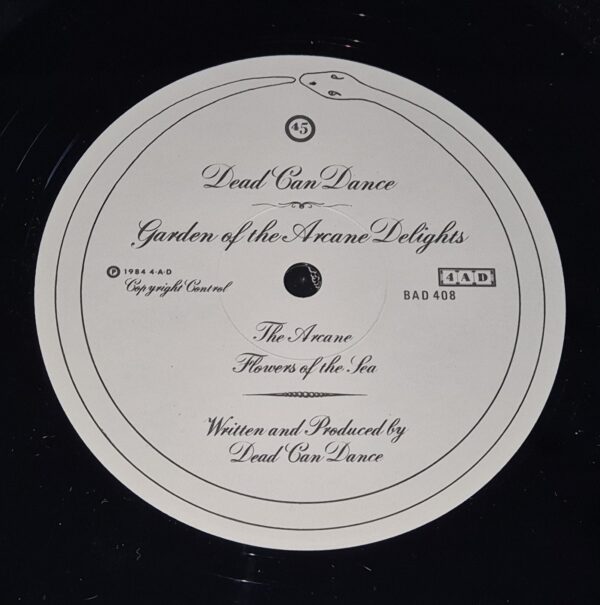 45
Dead Can Dance
Garden of the Arcane Delights
℗ 1984 4·A·D
Copyright Control
4AD
BAD 408
The Arcane
Flowers of the Sea
Written and Produced by
Dead Can Dance